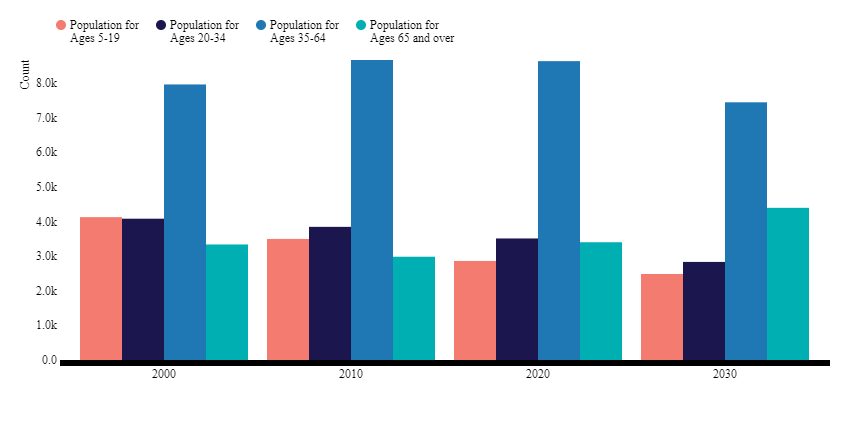 Population for
Ages 5-19
Population for
Ages 20-34
Population for
Ages 35-64
Population for
Ages 65 and over
Count
8.0k
7.0k
6.0k
5.0k
4.0k
3.0k
2.0k
1.0k
0.0
2000
2010
2020
2030